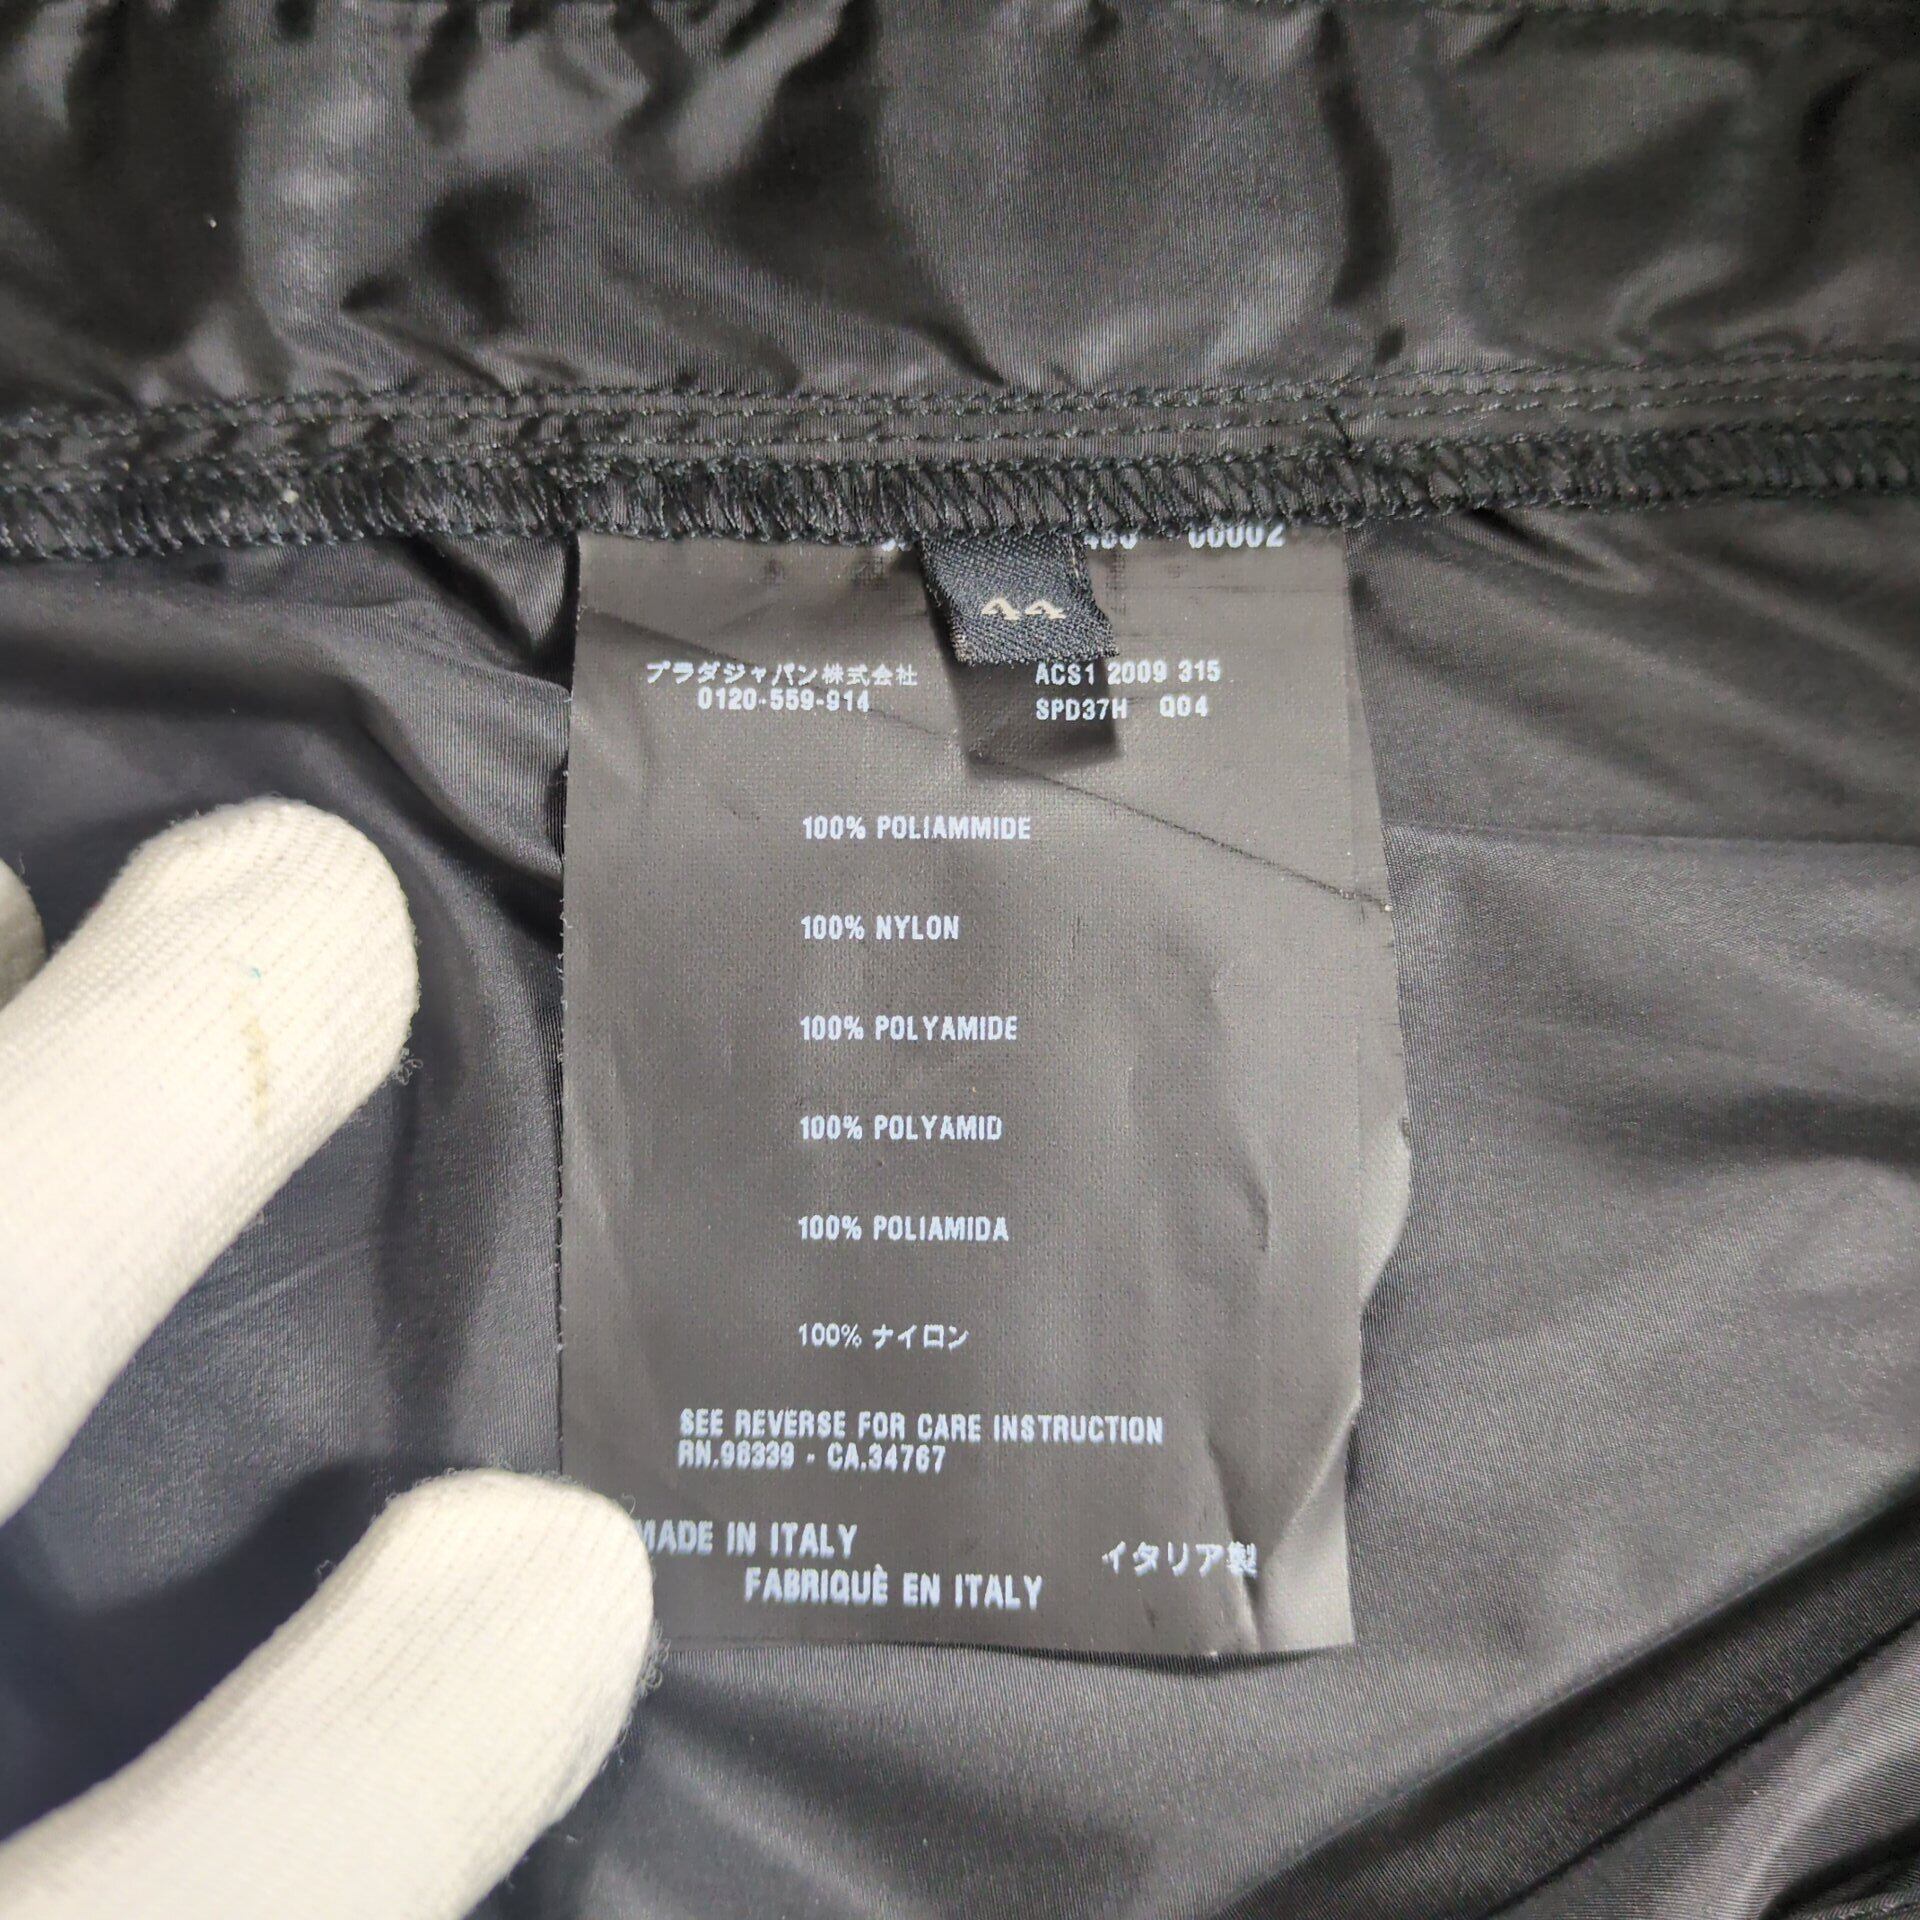 00002
44
プラダジャパン株式会社
0120-559-914
ACS1 2009 315
SPD37H Q04
100% POLIAMMIDE
100% NYLON
100% POLYAMIDE
100% POLYAMID
100% POLIAMIDA
100% ナイロン
SEE REVERSE FOR CARE INSTRUCTION
RN.96339 - CA.34767
MADE IN ITALY
FABRIQUÈ EN ITALY
イタリア製